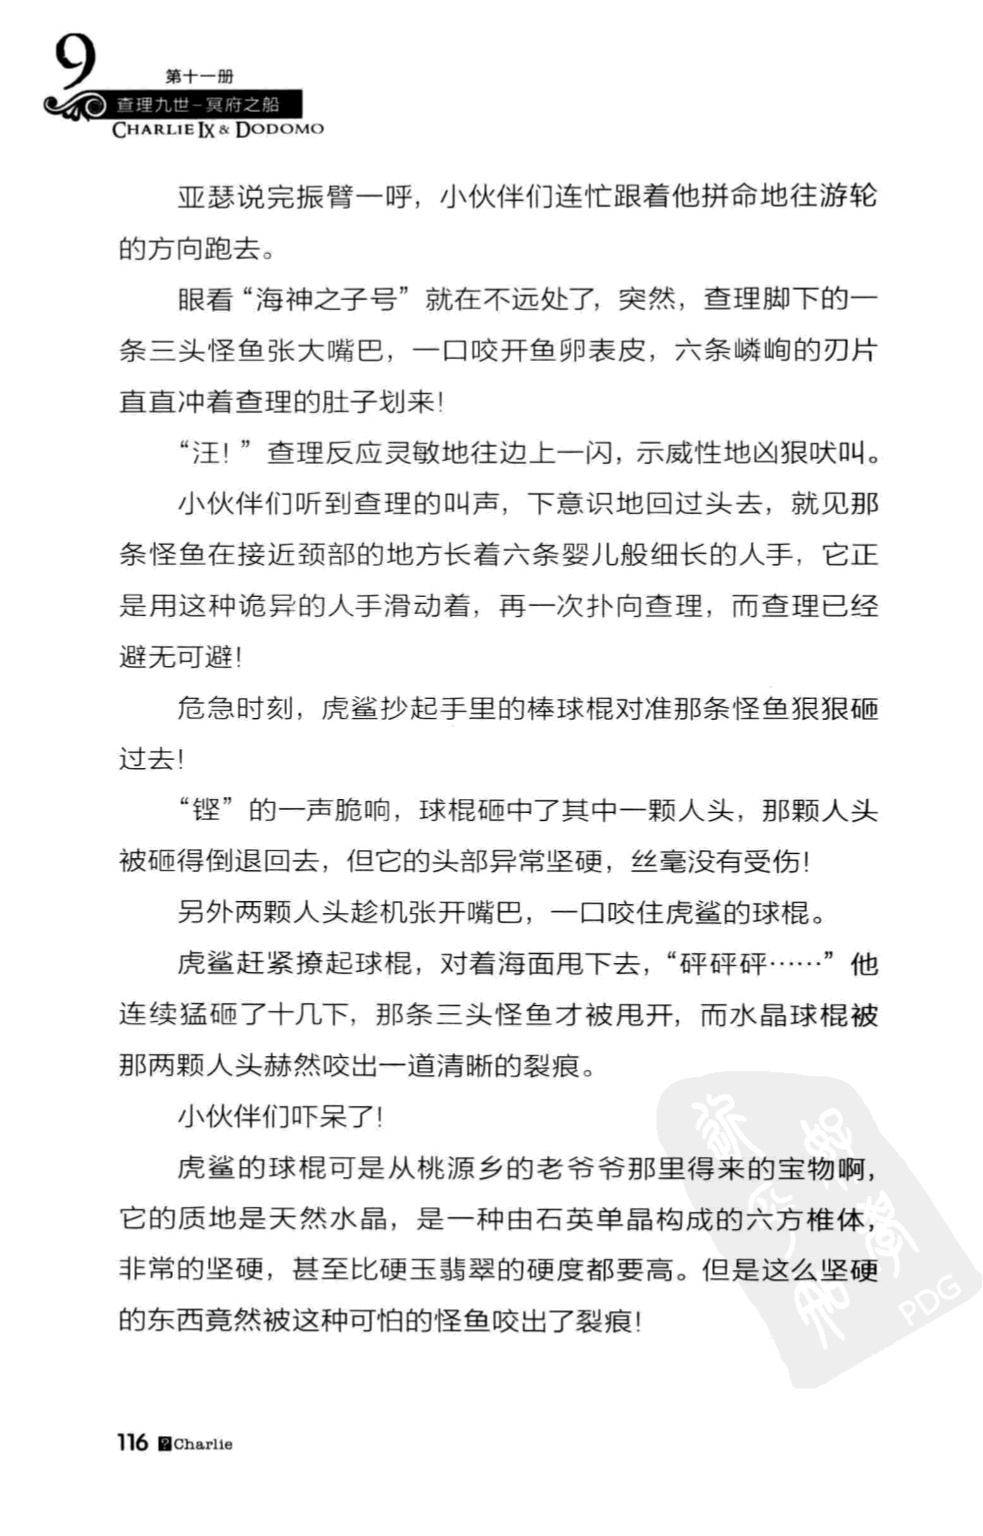 9
第十一册
查理九世-冥府之船
CHARLIE IX & DODOMO
亚瑟说完振臂一呼，小伙伴们连忙跟着他拼命地往游轮
的方向跑去。
眼看“海神之子号”就在不远处了，突然，查理脚下的一
条三头怪鱼张大嘴巴，一口咬开鱼卵表皮，六条嶙峋的刃片
直直冲着查理的肚子划来！
“汪！”查理反应灵敏地往边上一闪，示威性地凶狠吠叫。
小伙伴们听到查理的叫声，下意识地回过头去，就见那
条怪鱼在接近颈部的地方长着六条婴儿般细长的人手，它正
是用这种诡异的人手滑动着，再一次扑向查理，而查理已经
避无可避！
危急时刻，虎鲨抄起手里的棒球棍对准那条怪鱼狠狠砸
过去！
“铿”的一声脆响，球棍砸中了其中一颗人头，那颗人头
被砸得倒退回去，但它的头部异常坚硬，丝毫没有受伤！
另外两颗人头趁机张开嘴巴，一口咬住虎鲨的球棍。
虎鲨赶紧撩起球棍，对着海面甩下去，“砰砰砰……”他
连续猛砸了十几下，那条三头怪鱼才被甩开，而水晶球棍被
那两颗人头赫然咬出一道清晰的裂痕。
小伙伴们吓呆了！
虎鲨的球棍可是从桃源乡的老爷爷那里得来的宝物啊，
它的质地是天然水晶，是一种由石英单晶构成的六方椎体，
非常的坚硬，甚至比硬玉翡翠的硬度都要高。但是这么坚硬
的东西竟然被这种可怕的怪鱼咬出了裂痕！
PDG
116 ?Charlie